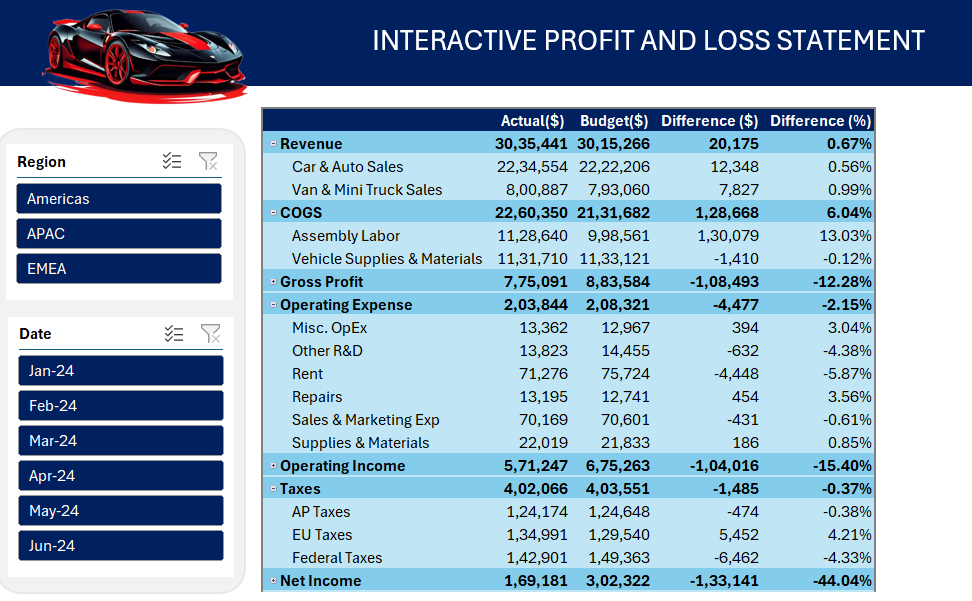 INTERACTIVE PROFIT AND LOSS STATEMENT
Region
Americas
APAC
EMEA
Date
Jan-24
Feb-24
Mar-24
Apr-24
May-24
Jun-24
Actual($) Budget($) Difference ($) Difference (%)
Revenue 30,35,441 30,15,266 20,175 0.67%
Car & Auto Sales 22,34,554 22,22,206 12,348 0.56%
Van & Mini Truck Sales 8,00,887 7,93,060 7,827 0.99%
COGS 22,60,350 21,31,682 1,28,668 6.04%
Assembly Labor 11,28,640 9,98,561 1,30,079 13.03%
Vehicle Supplies & Materials 11,31,710 11,33,121 -1,410 -0.12%
Gross Profit 7,75,091 8,83,584 -1,08,493 -12.28%
Operating Expense 2,03,844 2,08,321 -4,477 -2.15%
Misc. OpEx 13,362 12,967 394 3.04%
Other R&D 13,823 14,455 -632 -4.38%
Rent 71,276 75,724 -4,448 -5.87%
Repairs 13,195 12,741 454 3.56%
Sales & Marketing Exp 70,169 70,601 -431 -0.61%
Supplies & Materials 22,019 21,833 186 0.85%
Operating Income 5,71,247 6,75,263 -1,04,016 -15.40%
Taxes 4,02,066 4,03,551 -1,485 -0.37%
AP Taxes 1,24,174 1,24,648 -474 -0.38%
EU Taxes 1,34,991 1,29,540 5,452 4.21%
Federal Taxes 1,42,901 1,49,363 -6,462 -4.33%
Net Income 1,69,181 3,02,322 -1,33,141 -44.04%